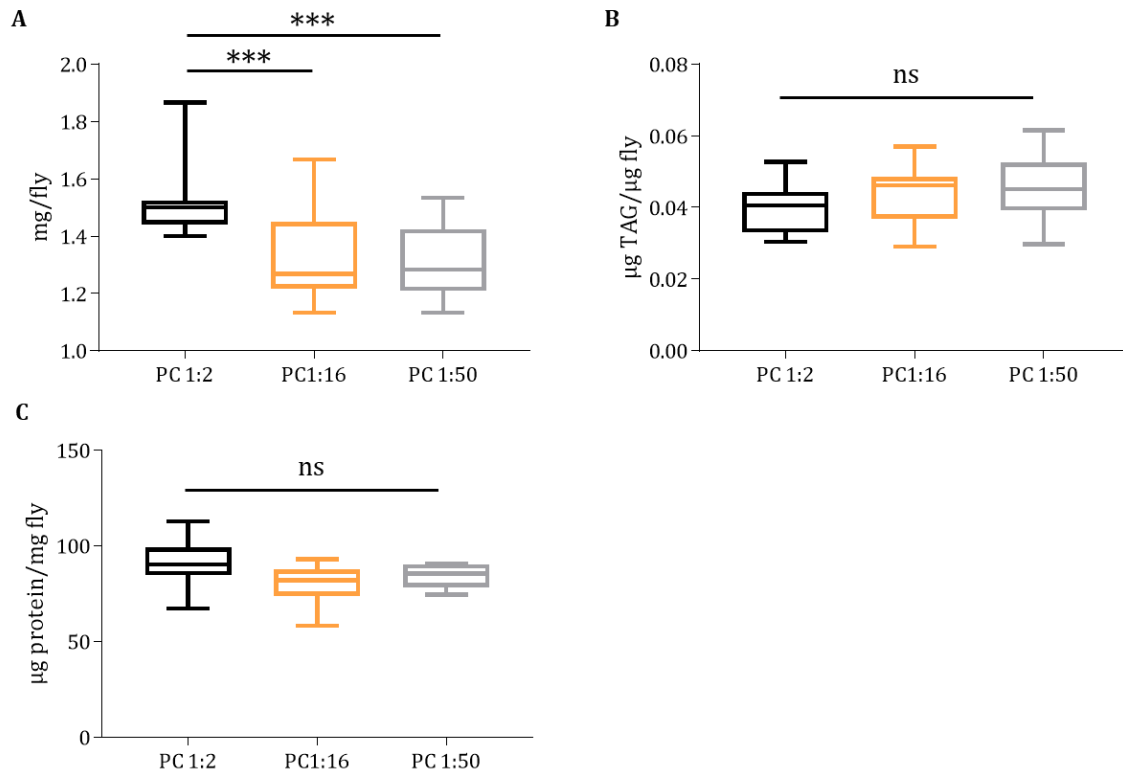 A
***
***
mg/fly
2.0
1.8
1.6
1.4
1.2
1.0
PC 1:2
PC1:16
PC 1:50
B
ns
µg TAG/µg fly
0.08
0.06
0.04
0.02
0.00
PC 1:2
PC1:16
PC 1:50
C
ns
µg protein/mg fly
150
100
50
0
PC 1:2
PC1:16
PC 1:50